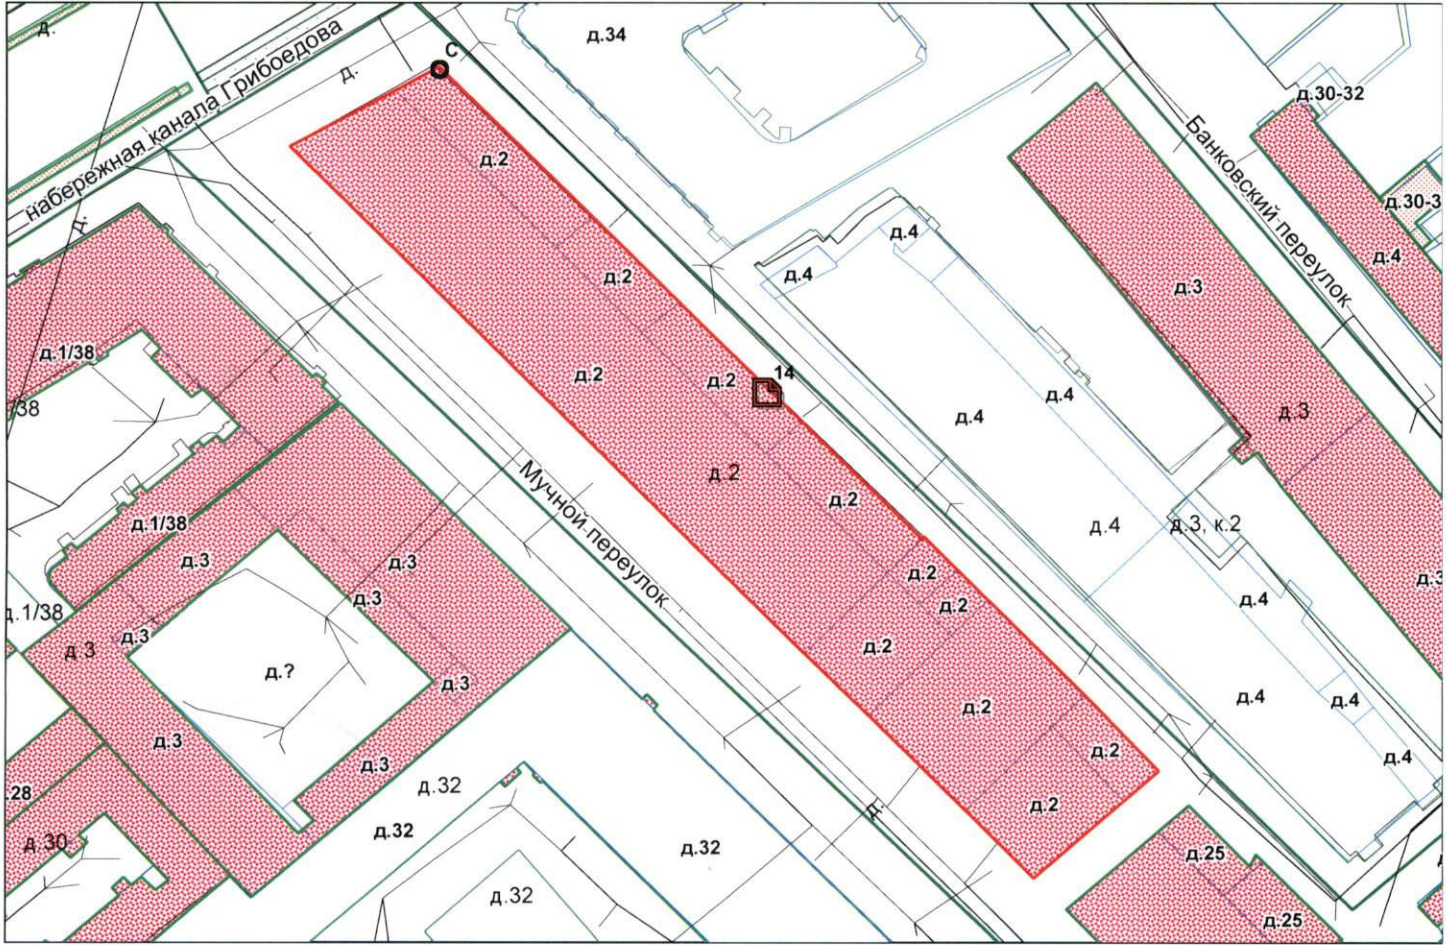 д.
набережная канала Грибоедова
д.
д.
С
д.34
д.30-32
Банковский переулок
д.30-3
д.4
д.2
д.2
д.2
д.2
14
д.2
д.2
д.4
д.4
д.4
д.4
д.4
д.3
д.3
д.3, к.2
д.3
д.1/38
38
д.1/38
д.1/38
д.3
д.3
д.3
д.3
д.3
д.?
д.3
д.3
д.3
Мучной переулок
д.2
д.2
д.2
д.2
д.2
д.2
д.4
д.4
д.4
д.4
.28
д.30
д.32
д.32
д.32
д.32
д.
д.25
д.25